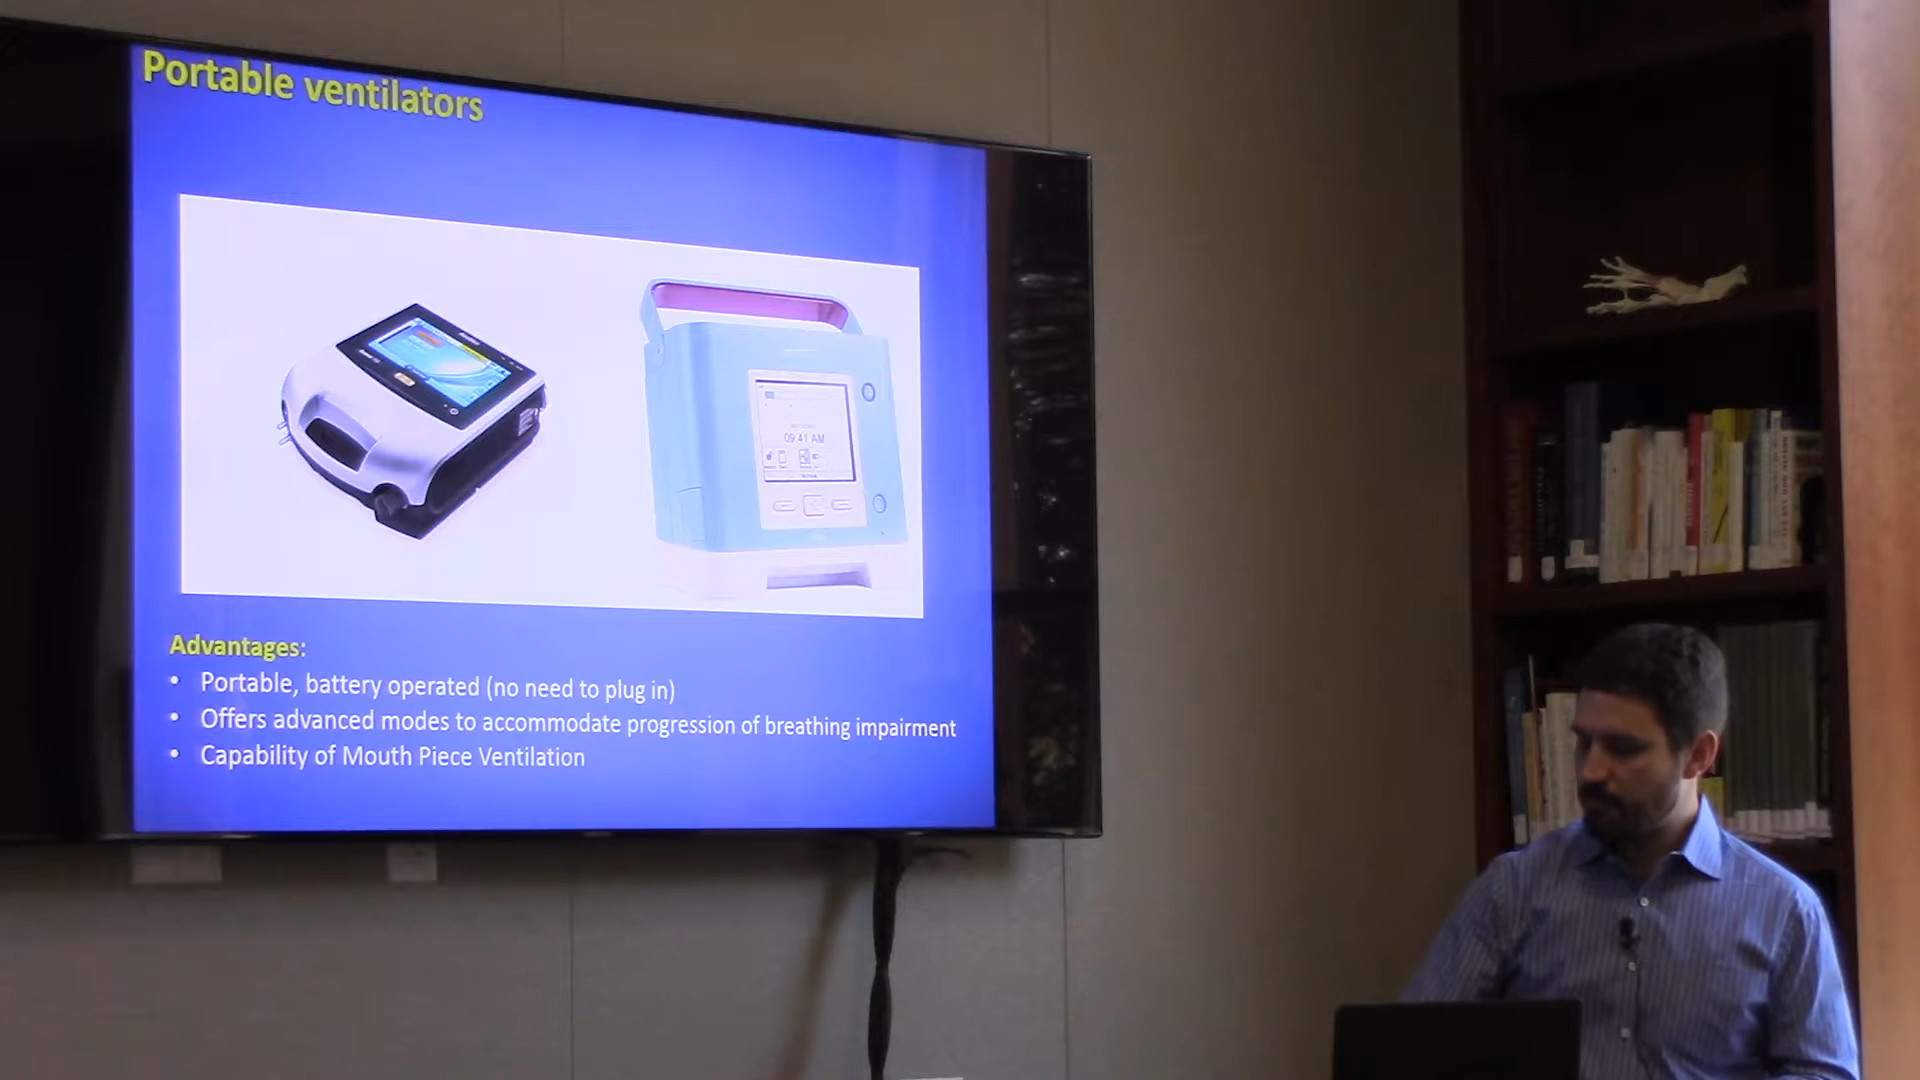 Portable ventilators
09:41 AM
Advantages:
• Portable, battery operated (no need to plug in)
• Offers advanced modes to accommodate progression of breathing impairment
• Capability of Mouth Piece Ventilation